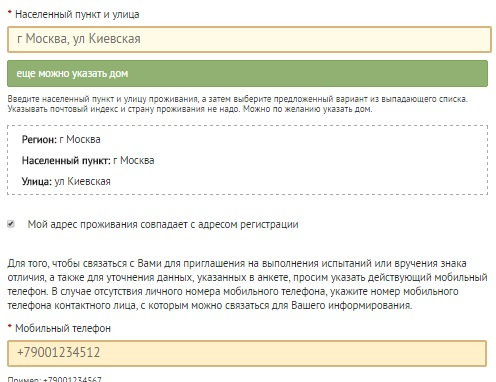 * Населенный пункт и улица
г Москва, ул Киевская
еще можно указать дом
Введите населенный пункт и улицу проживания, а затем выберите предложенный вариант из выпадающего списка.
Указывать почтовый индекс и страну проживания не надо. Можно по желанию указать дом.
Регион: г Москва
Населенный пункт: г Москва
Улица: ул Киевская
Мой адрес проживания совпадает с адресом регистрации
Для того, чтобы связаться с Вами для приглашения на выполнения испытаний или вручения знака
отличия, а также для уточнения данных, указанных в анкете, просим указать действующий мобильный
телефон. В случае отсутствия личного номера мобильного телефона, укажите номер мобильного
телефона контактного лица, с которым можно связаться для Вашего информирования.
* Мобильный телефон
+79001234512
Пример: +79001234567